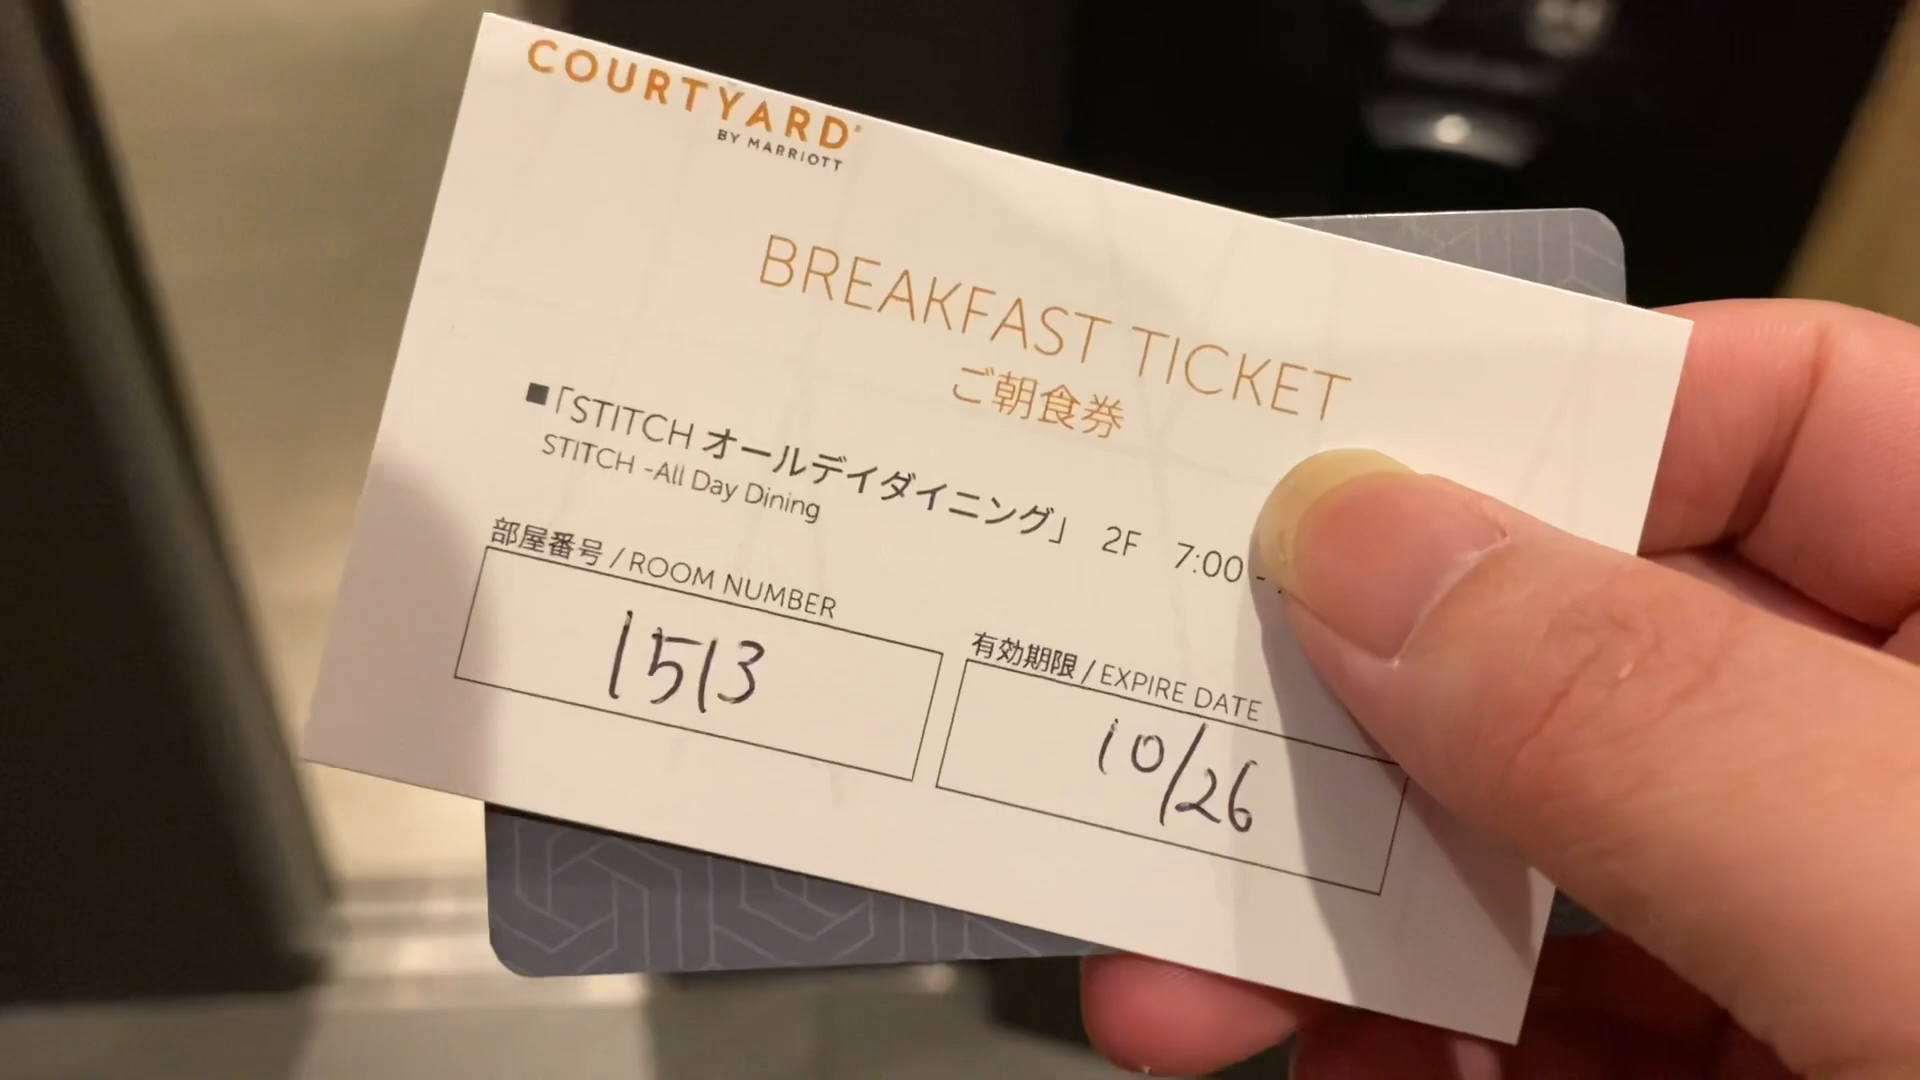 COURTYARD®
BY MARRIOTT
BREAKFAST TICKET
ご朝食券
■「STITCH オールデイダイニング」 2F 7:00 -
STITCH -All Day Dining
部屋番号 / ROOM NUMBER
1513
有効期限 / EXPIRE DATE
10/26